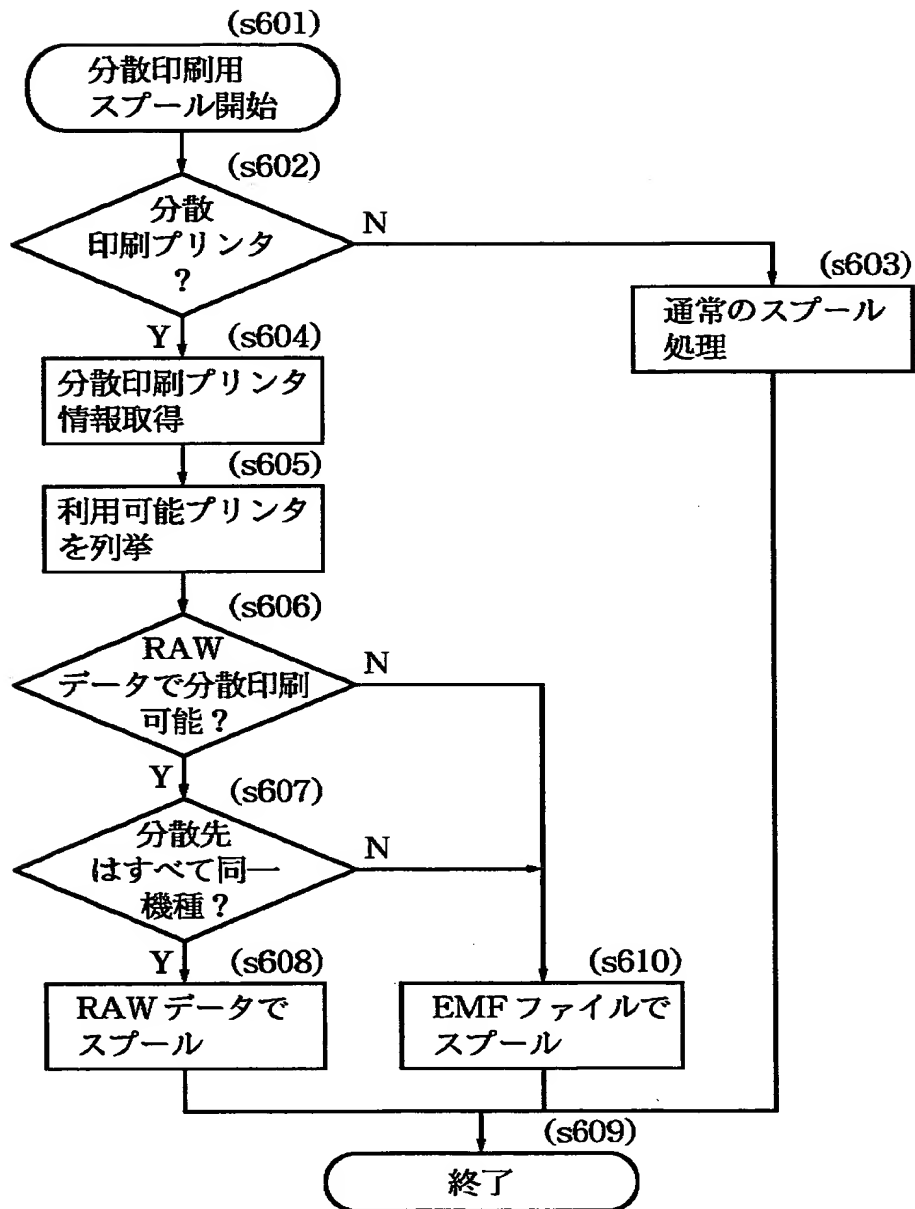 (s601)
分散印刷用
スプール開始
(s602)
分散
印刷プリンタ
?
N
Y
(s603)
通常のスプール
処理
(s604)
分散印刷プリンタ
情報取得
(s605)
利用可能プリンタ
を列挙
(s606)
RAW
データで分散印刷
可能?
N
Y
(s607)
分散先
はすべて同一
機種?
N
Y
(s608)
RAWデータで
スプール
(s610)
EMFファイルで
スプール
(s609)
終了